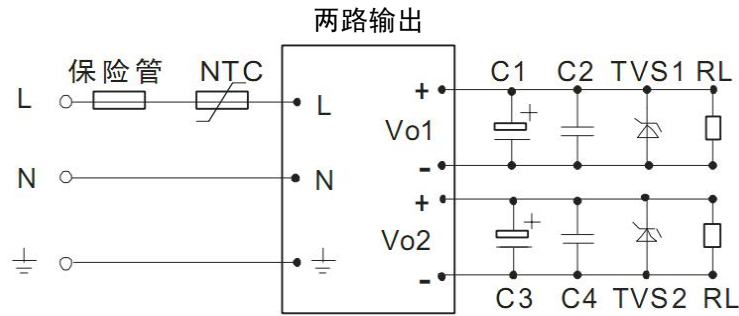 两路输出
保险管 NTC
C1 C2 TVS1 RL
L L
+
Vo1
-
N N
+
Vo2
-
C3 C4 TVS2 RL